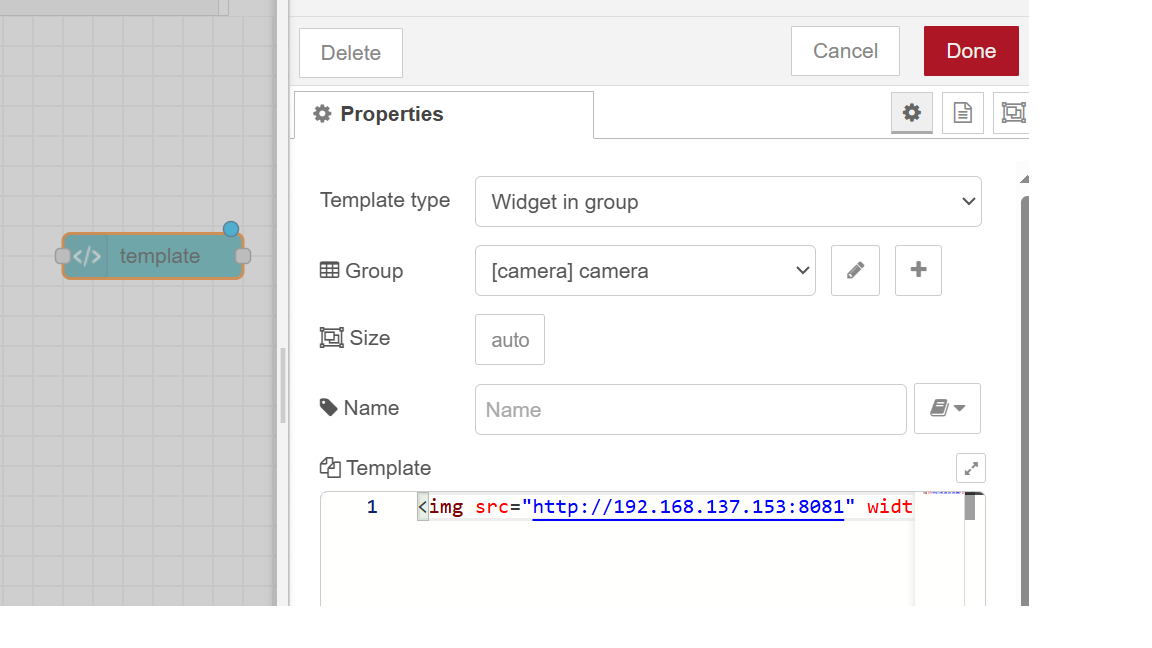 Delete
Cancel
Done
Properties
Template type
Widget in group
</> template
Group
[camera] camera
Size
auto
Name
Name
Template
1 <img src="http://192.168.137.153:8081" widt